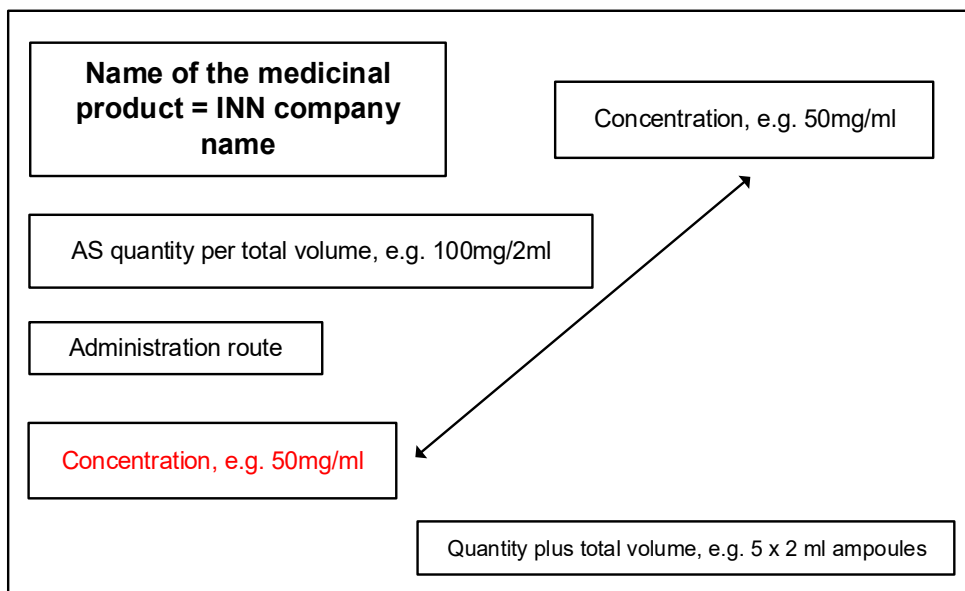 Name of the medicinal
product = INN company
name
Concentration, e.g. 50mg/ml
AS quantity per total volume, e.g. 100mg/2ml
Administration route
Concentration, e.g. 50mg/ml
Quantity plus total volume, e.g. 5 x 2 ml ampoules